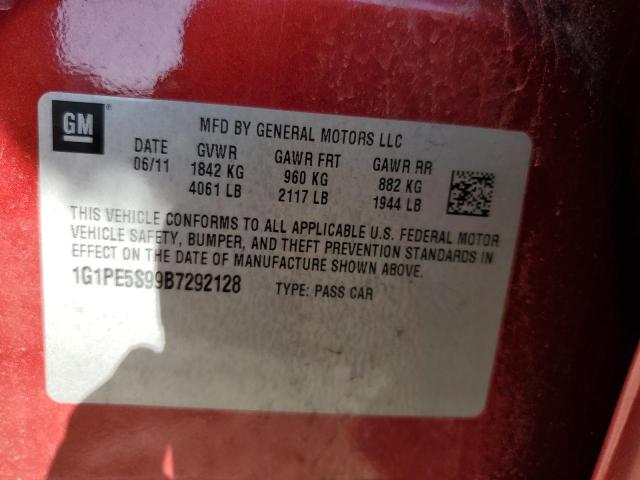 GM ®
MFD BY GENERAL MOTORS LLC
DATE GVWR GAWR FRT GAWR RR
06/11 1842 KG 960 KG 882 KG
4061 LB 2117 LB 1944 LB
THIS VEHICLE CONFORMS TO ALL APPLICABLE U.S. FEDERAL MOTOR
VEHICLE SAFETY, BUMPER, AND THEFT PREVENTION STANDARDS IN
EFFECT ON THE DATE OF MANUFACTURE SHOWN ABOVE.
1G1PE5S99B7292128 TYPE: PASS CAR